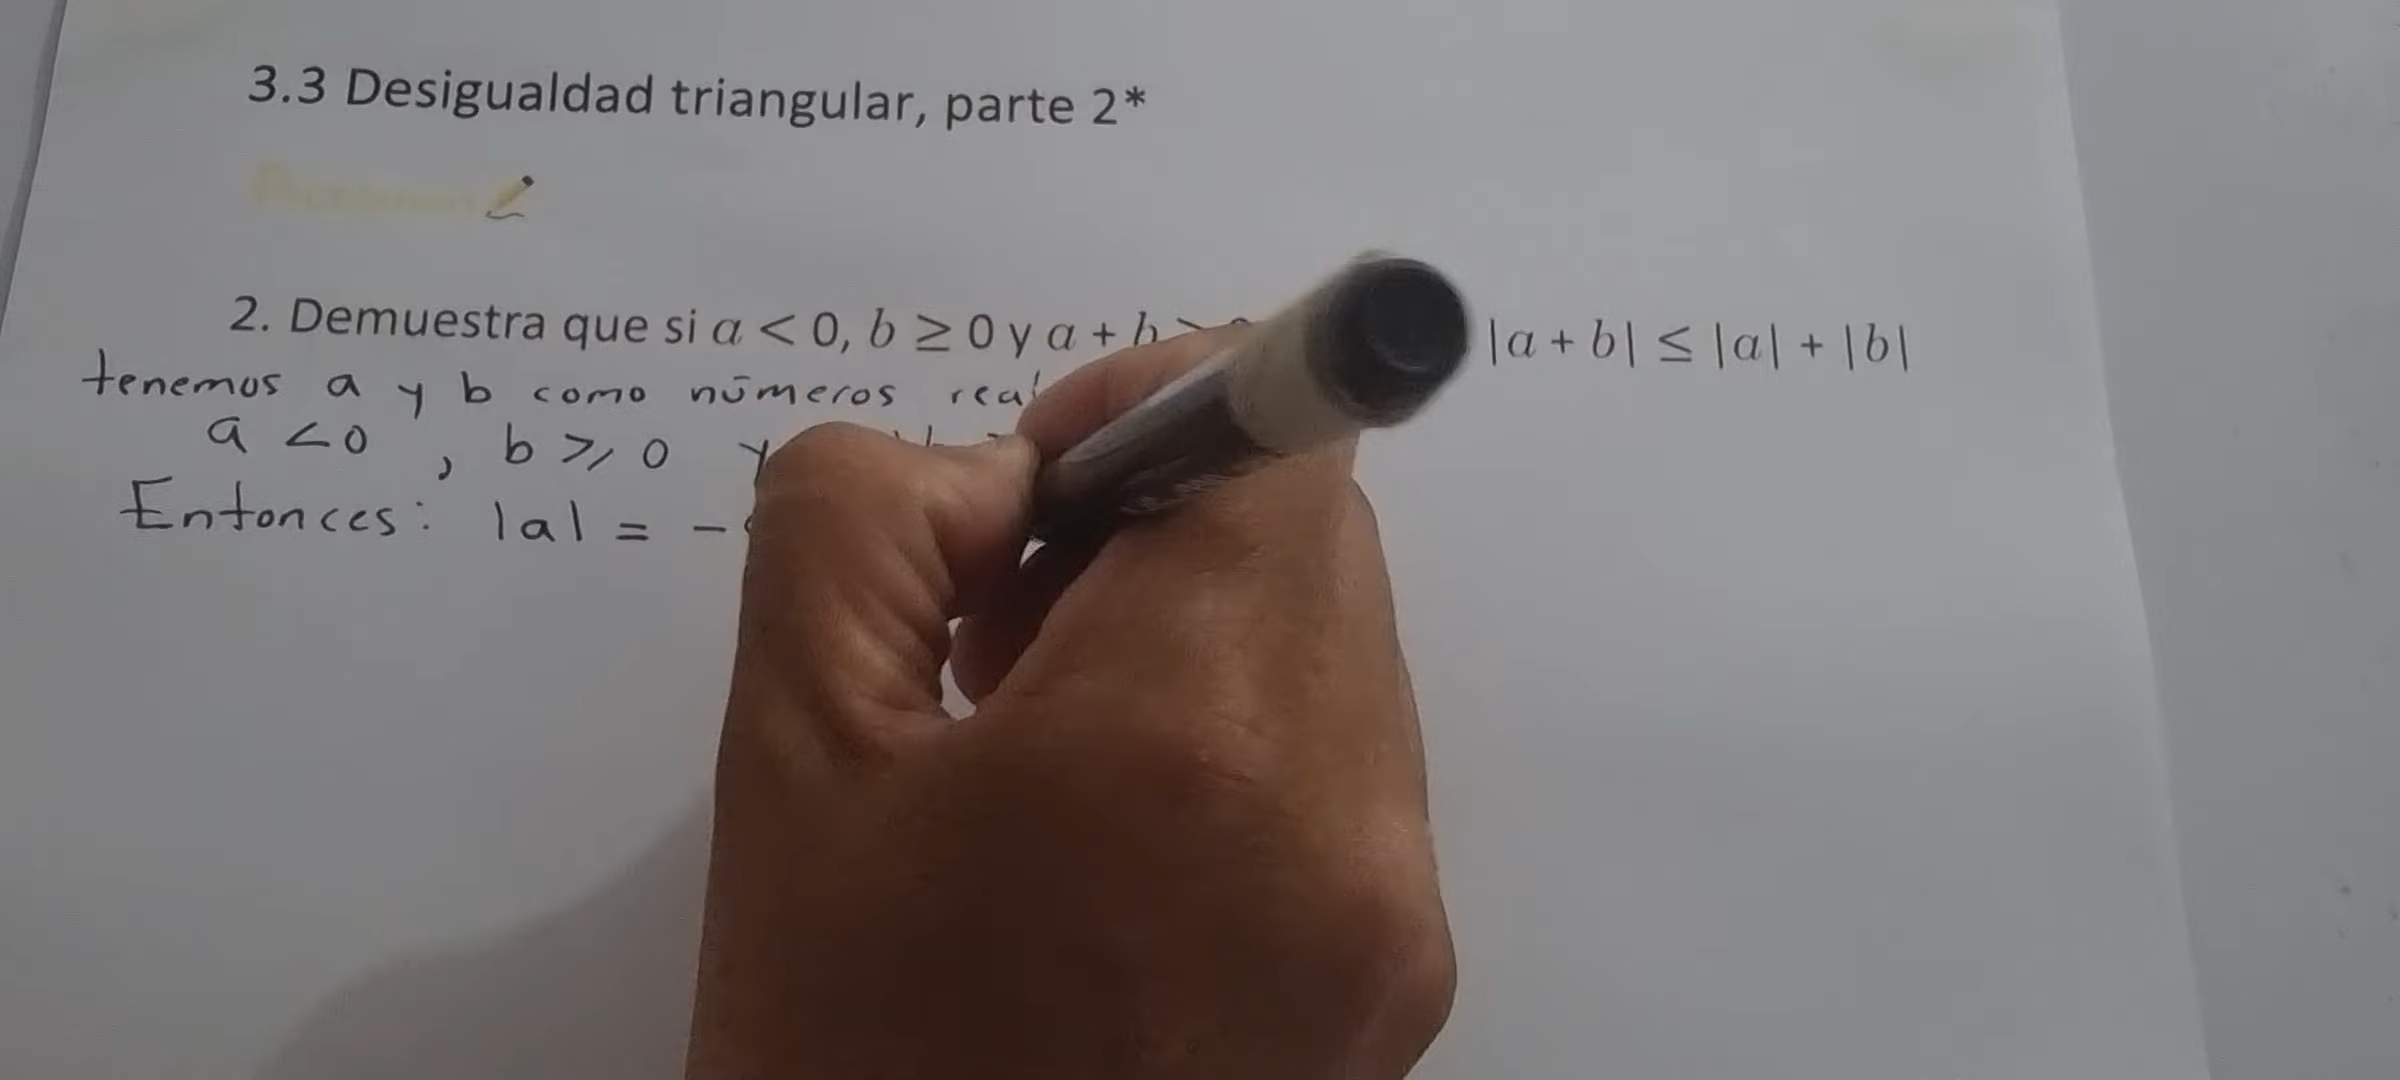 3.3 Desigualdad triangular, parte 2*
2. Demuestra que si a < 0, b ≥ 0 y a + b |a + b| ≤ |a| + |b|
tenemos a y b como números
a < 0 , b ⩾ 0 y
Entonces: |a| = -